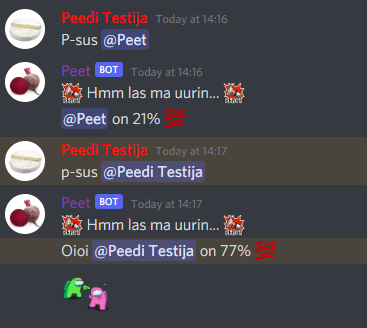 Peedi Testija Today at 14:16
P-sus @Peet
Peet BOT Today at 14:16
Hmm las ma uurin...
@Peet on 21%
Peedi Testija Today at 14:17
p-sus @Peedi Testija
Peet BOT Today at 14:17
Hmm las ma uurin...
Oioi @Peedi Testija on 77%